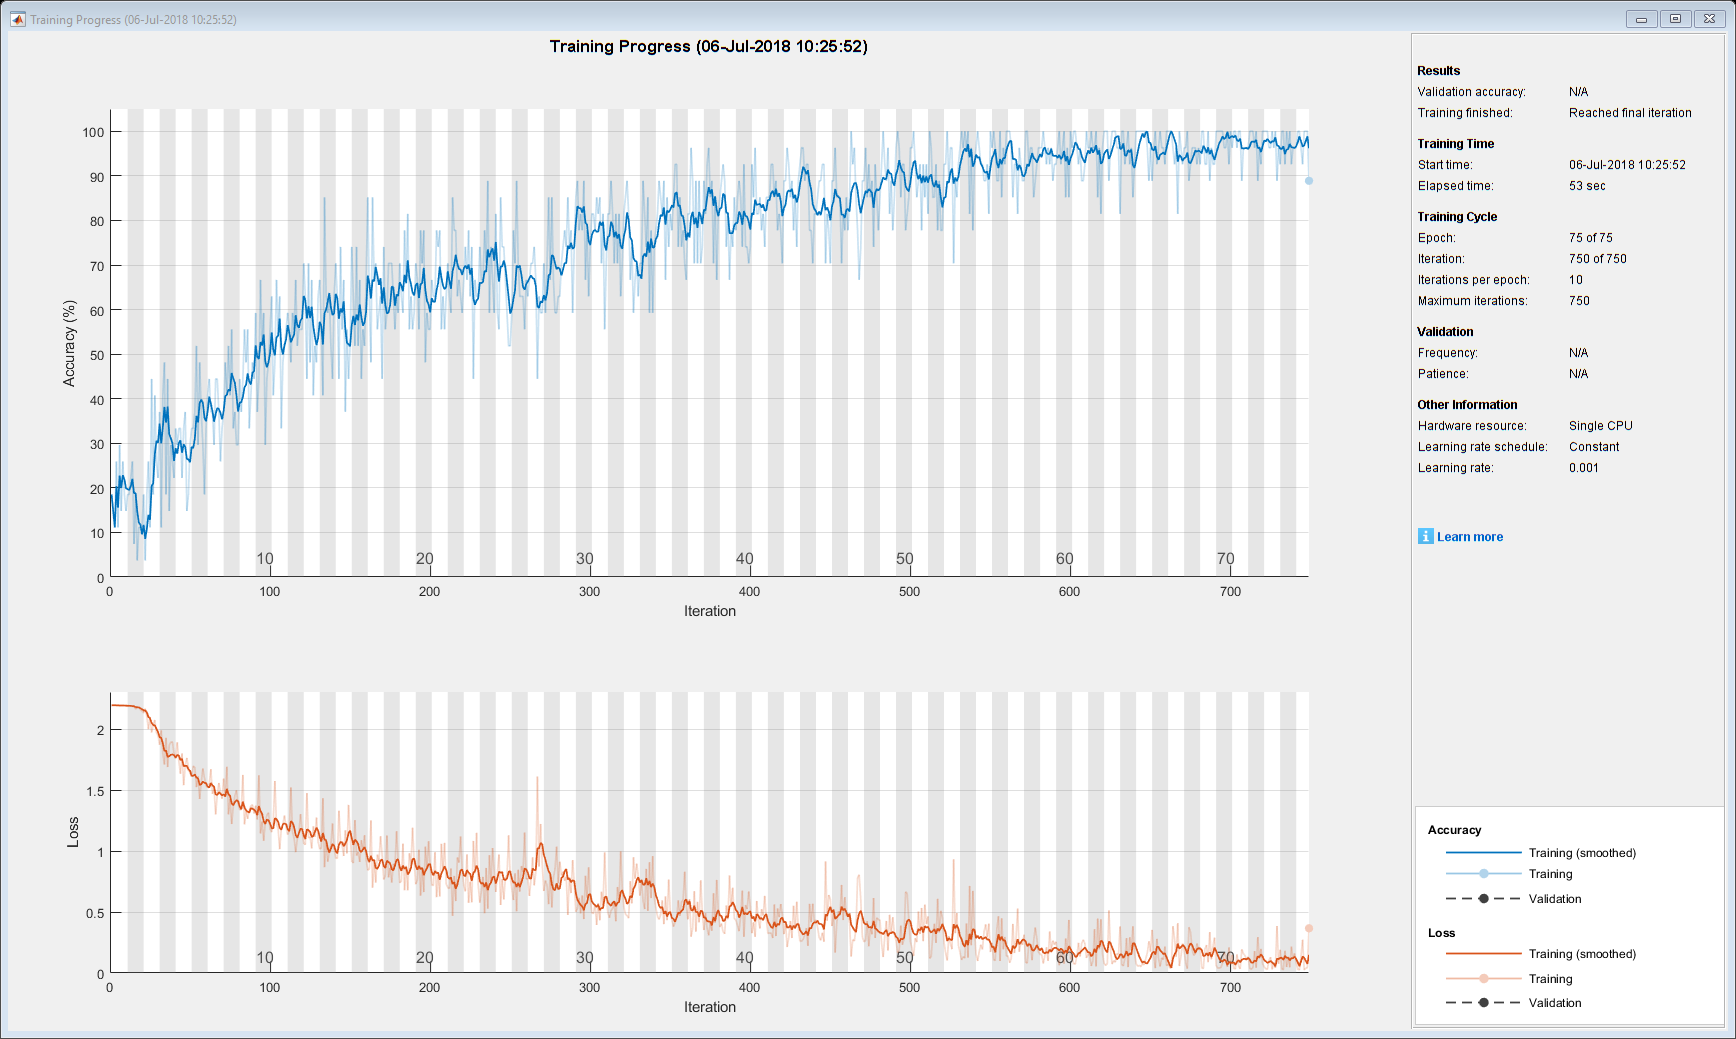 Training Progress (06-Jul-2018 10:25:52)
Training Progress (06-Jul-2018 10:25:52)
100
90
80
70
60
50
40
30
20
10
0
Accuracy (%)
10 20 30 40 50 60 70
0 100 200 300 400 500 600 700
Iteration
2
1.5
1
0.5
0
Loss
10 20 30 40 50 60 70
0 100 200 300 400 500 600 700
Iteration
Results
Validation accuracy: N/A
Training finished: Reached final iteration
Training Time
Start time: 06-Jul-2018 10:25:52
Elapsed time: 53 sec
Training Cycle
Epoch: 75 of 75
Iteration: 750 of 750
Iterations per epoch: 10
Maximum iterations: 750
Validation
Frequency: N/A
Patience: N/A
Other Information
Hardware resource: Single CPU
Learning rate schedule: Constant
Learning rate: 0.001
i Learn more
Accuracy
Training (smoothed)
Training
Validation
Loss
Training (smoothed)
Training
Validation